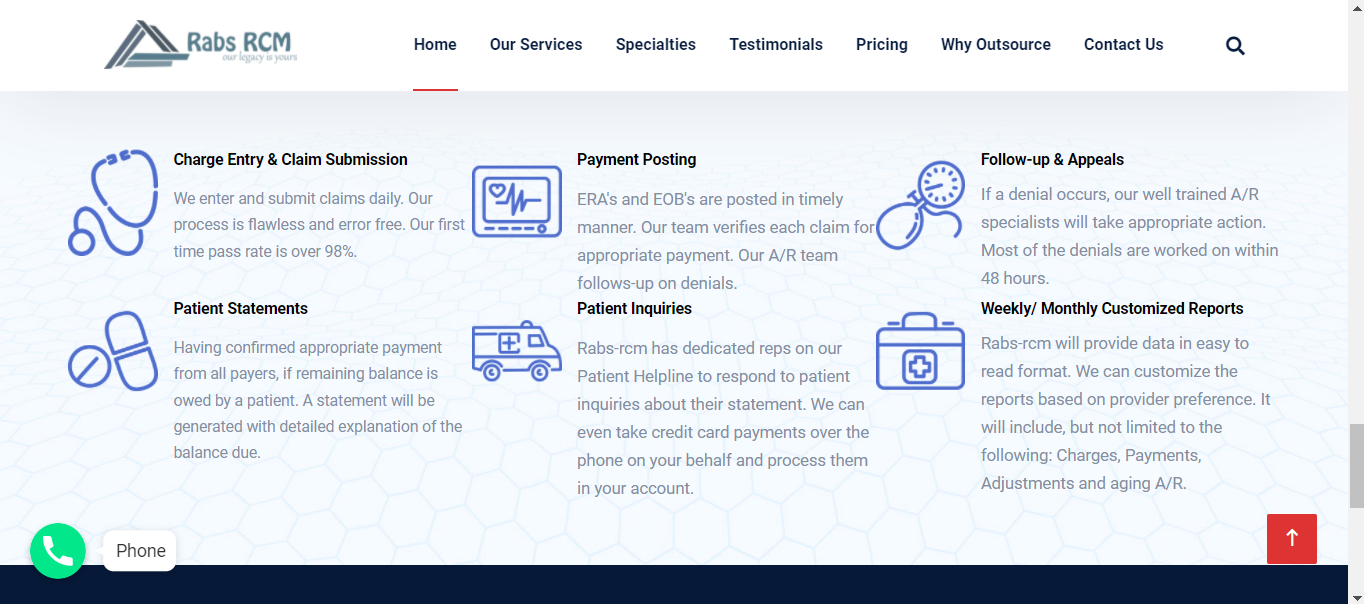 Rabs RCM
our legacy is yours
Home
Our Services
Specialties
Testimonials
Pricing
Why Outsource
Contact Us
Charge Entry & Claim Submission
We enter and submit claims daily. Our
process is flawless and error free. Our first
time pass rate is over 98%.
Payment Posting
ERA's and EOB's are posted in timely
manner. Our team verifies each claim for
appropriate payment. Our A/R team
follows-up on denials.
Follow-up & Appeals
If a denial occurs, our well trained A/R
specialists will take appropriate action.
Most of the denials are worked on within
48 hours.
Patient Statements
Having confirmed appropriate payment
from all payers, if remaining balance is
owed by a patient. A statement will be
generated with detailed explanation of the
balance due.
Patient Inquiries
Rabs-rcm has dedicated reps on our
Patient Helpline to respond to patient
inquiries about their statement. We can
even take credit card payments over the
phone on your behalf and process them
in your account.
Weekly/ Monthly Customized Reports
Rabs-rcm will provide data in easy to
read format. We can customize the
reports based on provider preference. It
will include, but not limited to the
following: Charges, Payments,
Adjustments and aging A/R.
Phone